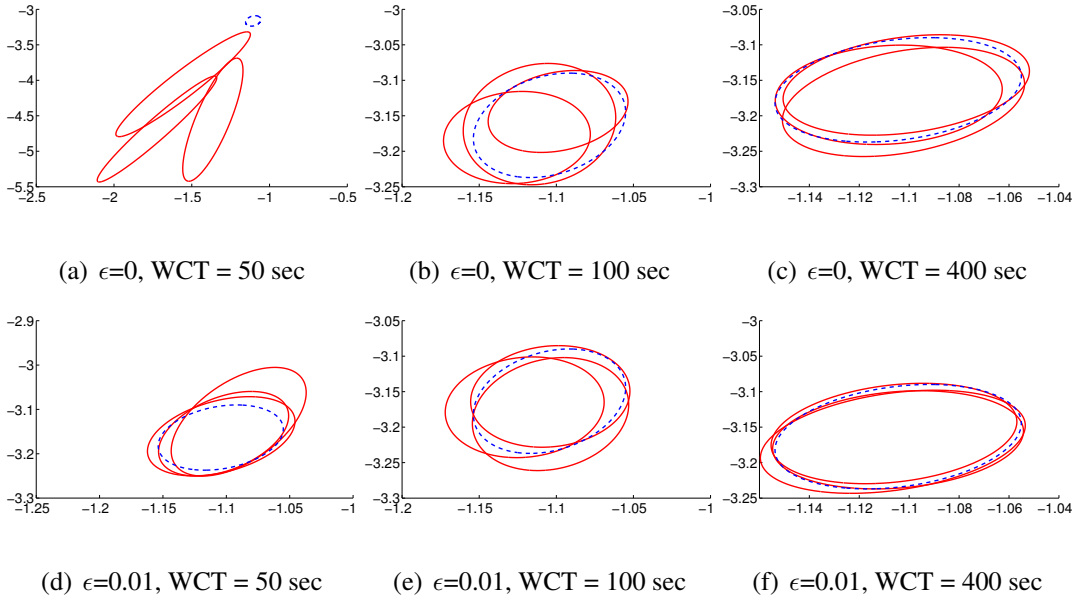 -3
-3.5
-4
-4.5
-5
-5.5
-2.5 -2 -1.5 -1 -0.5
-3
-3.05
-3.1
-3.15
-3.2
-3.25
-1.2 -1.15 -1.1 -1.05 -1
-3.05
-3.1
-3.15
-3.2
-3.25
-3.3
-1.14 -1.12 -1.1 -1.08 -1.06 -1.04
(a) ϵ=0, WCT = 50 sec
(b) ϵ=0, WCT = 100 sec
(c) ϵ=0, WCT = 400 sec
-2.9
-3
-3.1
-3.2
-3.3
-1.25 -1.2 -1.15 -1.1 -1.05 -1
-3.05
-3.1
-3.15
-3.2
-3.25
-3.3
-1.2 -1.15 -1.1 -1.05 -1
-3
-3.05
-3.1
-3.15
-3.2
-3.25
-1.14 -1.12 -1.1 -1.08 -1.06 -1.04
(d) ϵ=0.01, WCT = 50 sec
(e) ϵ=0.01, WCT = 100 sec
(f) ϵ=0.01, WCT = 400 sec